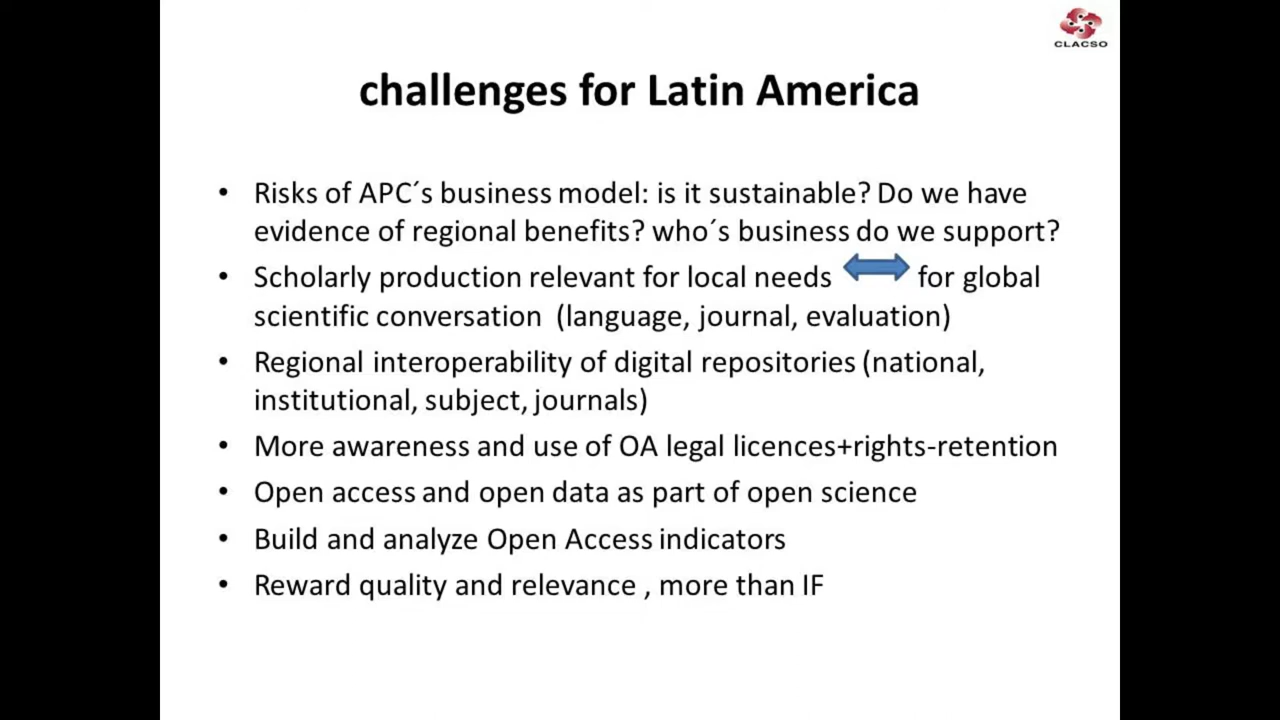 CLACSO
challenges for Latin America
• Risks of APC´s business model: is it sustainable? Do we have
evidence of regional benefits? who´s business do we support?
• Scholarly production relevant for local needs for global
scientific conversation (language, journal, evaluation)
• Regional interoperability of digital repositories (national,
institutional, subject, journals)
• More awareness and use of OA legal licences+rights-retention
• Open access and open data as part of open science
• Build and analyze Open Access indicators
• Reward quality and relevance , more than IF